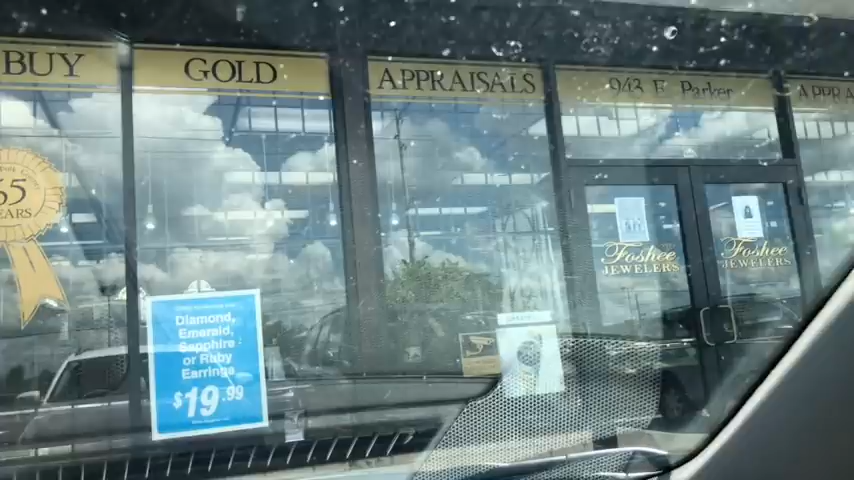 BUY
GOLD
APPRAISALS
943 E Parker
APPRA
65
YEARS
Diamond,
Emerald,
Sapphire
or Ruby
Earrings
$19.99
Foshee
JEWELERS
Foshee
JEWELERS